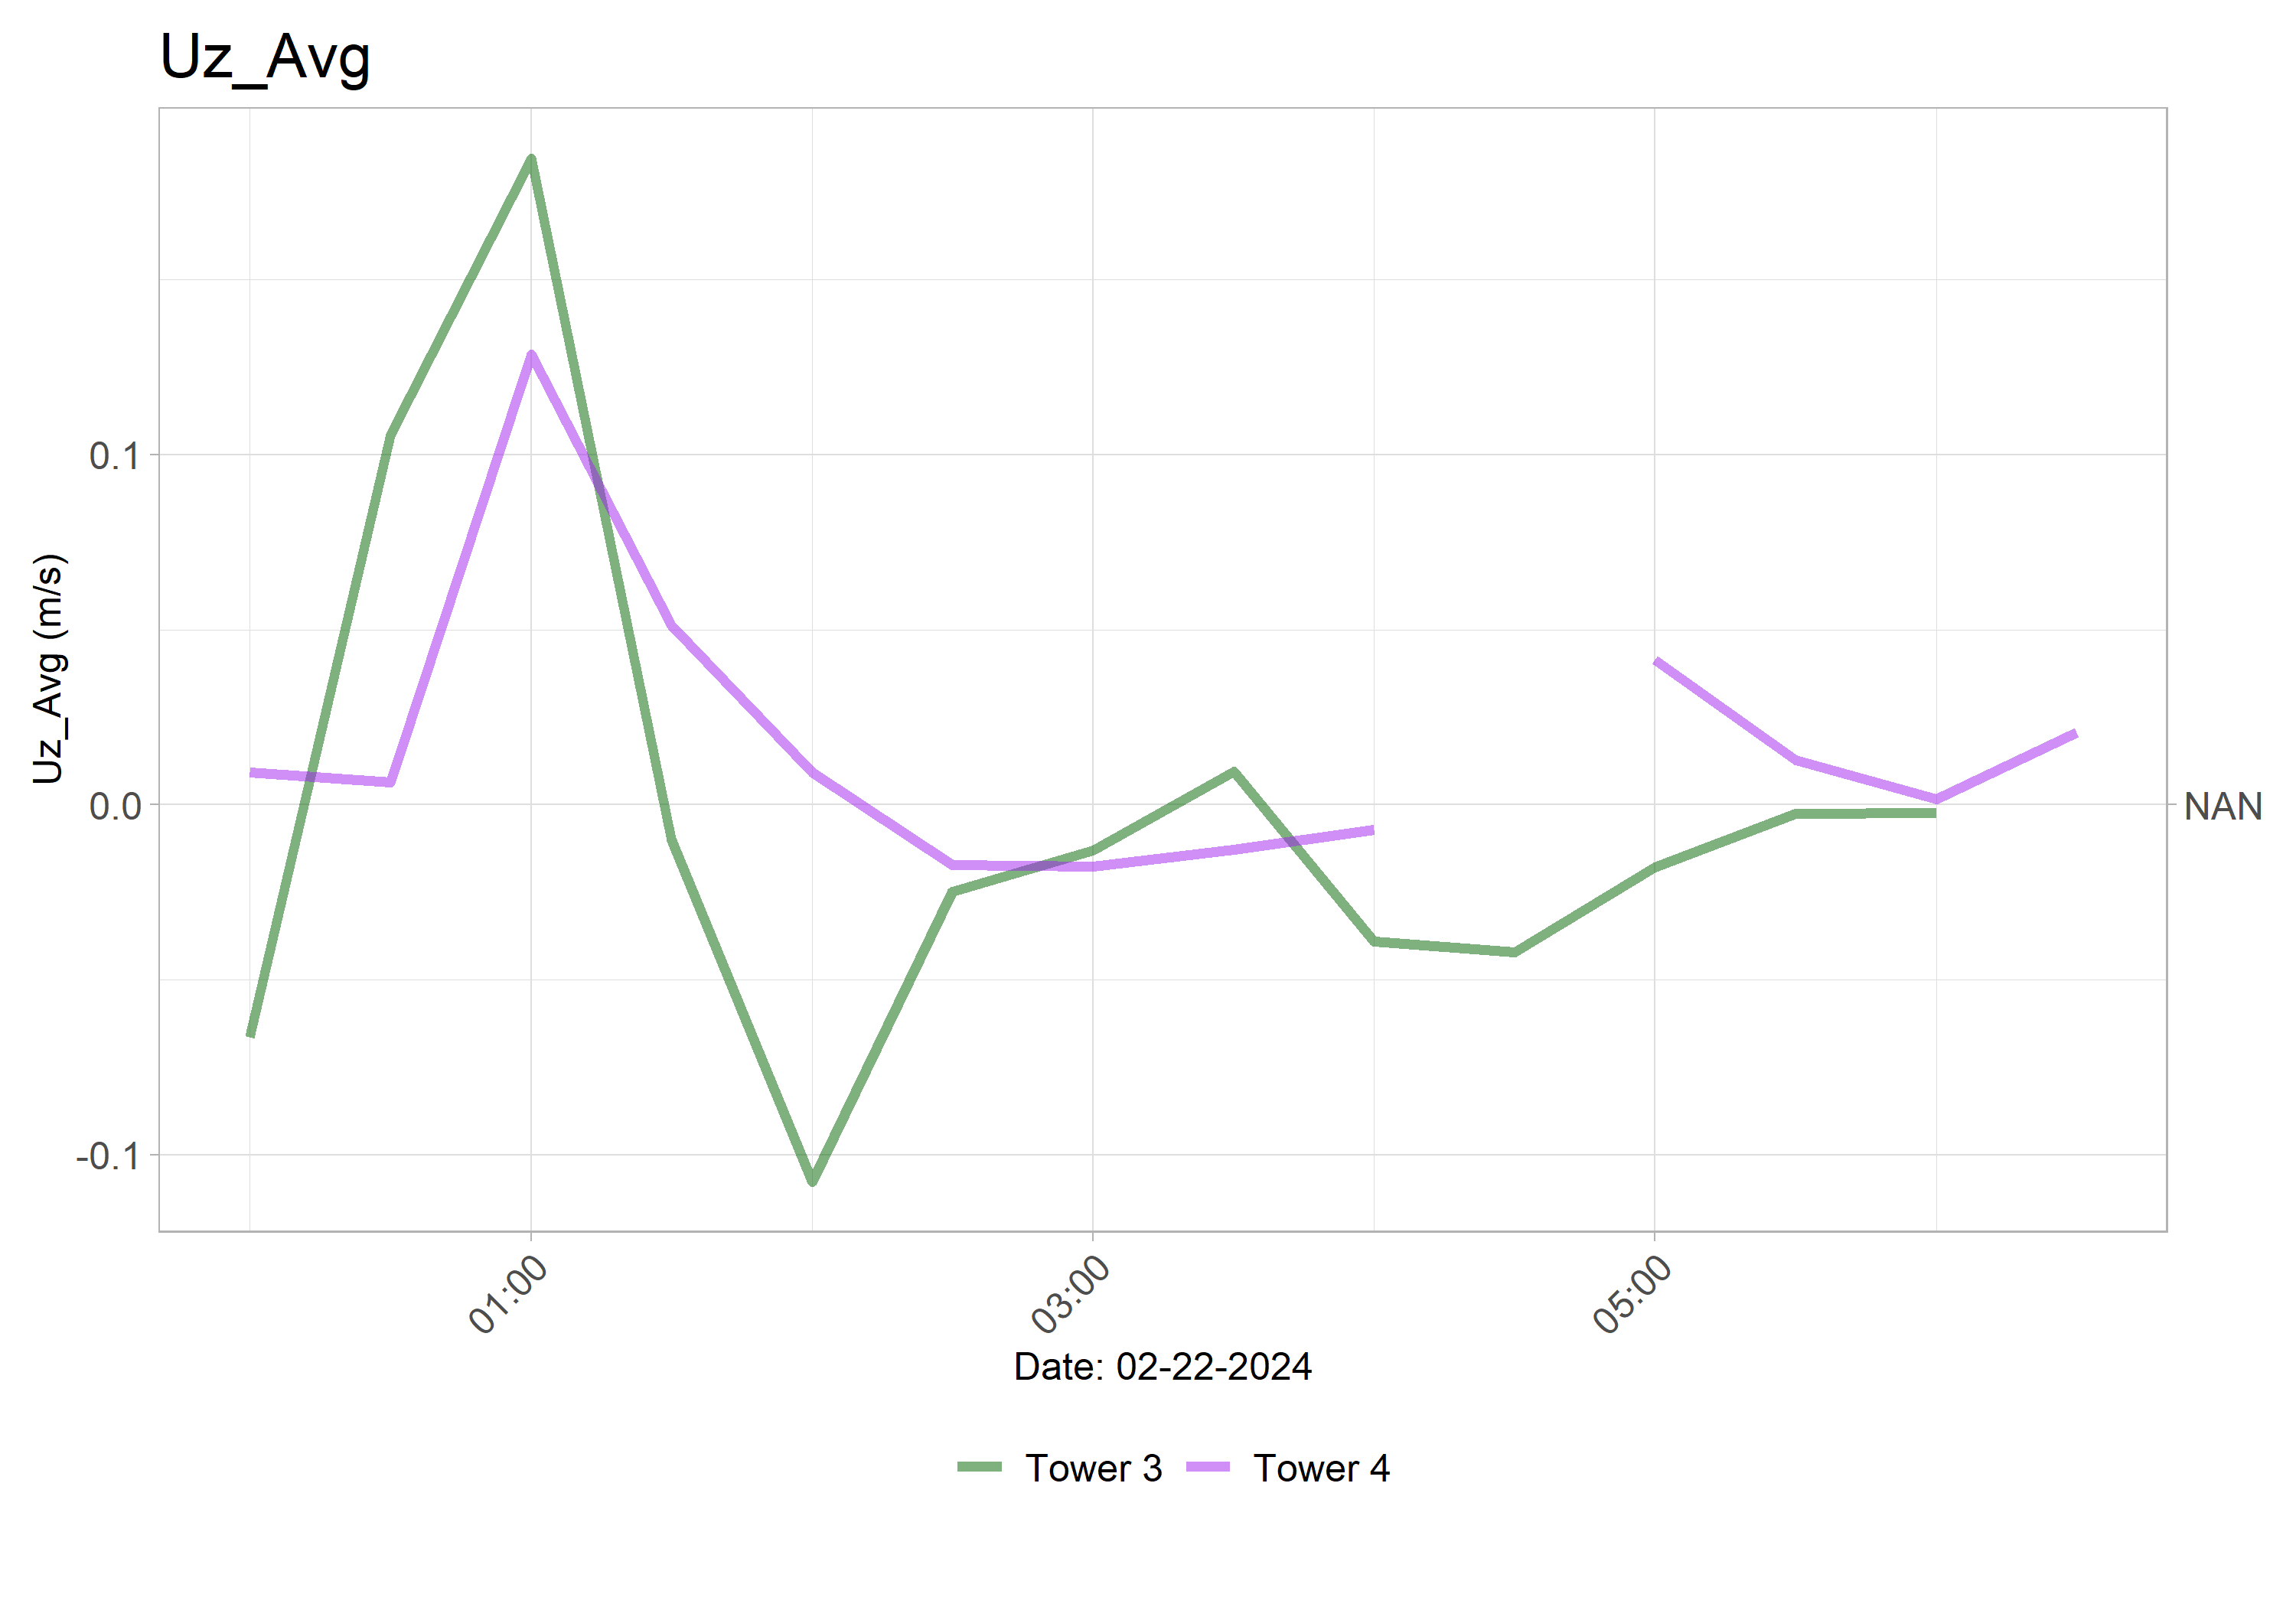 Uz_Avg
Uz_Avg (m/s)
0.1
0.0
-0.1
NAN
01:00
03:00
05:00
Date: 02-22-2024
Tower 3
Tower 4